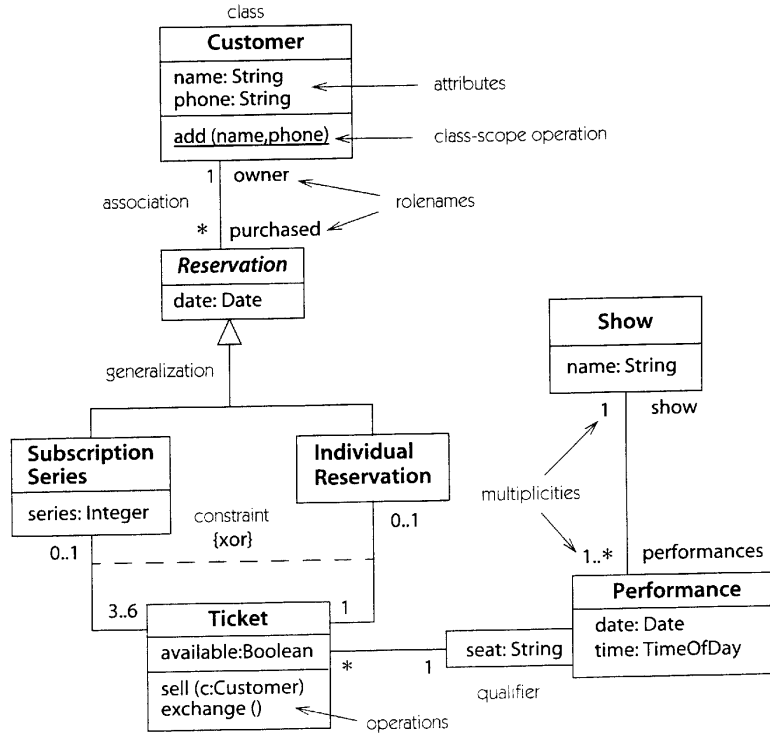 class
Customer
name: String
phone: String
attributes
add (name,phone)
class-scope operation
1 owner
association
rolenames
* purchased
Reservation
date: Date
Show
name: String
generalization
1 show
Subscription
Series
Individual
Reservation
series: Integer
constraint
{xor}
multiplicities
0..1
0..1
1..* performances
3..6
1
Ticket
Performance
available:Boolean
date: Date
time: TimeOfDay
seat: String
* 1
sell (c:Customer)
exchange ()
qualifier
operations